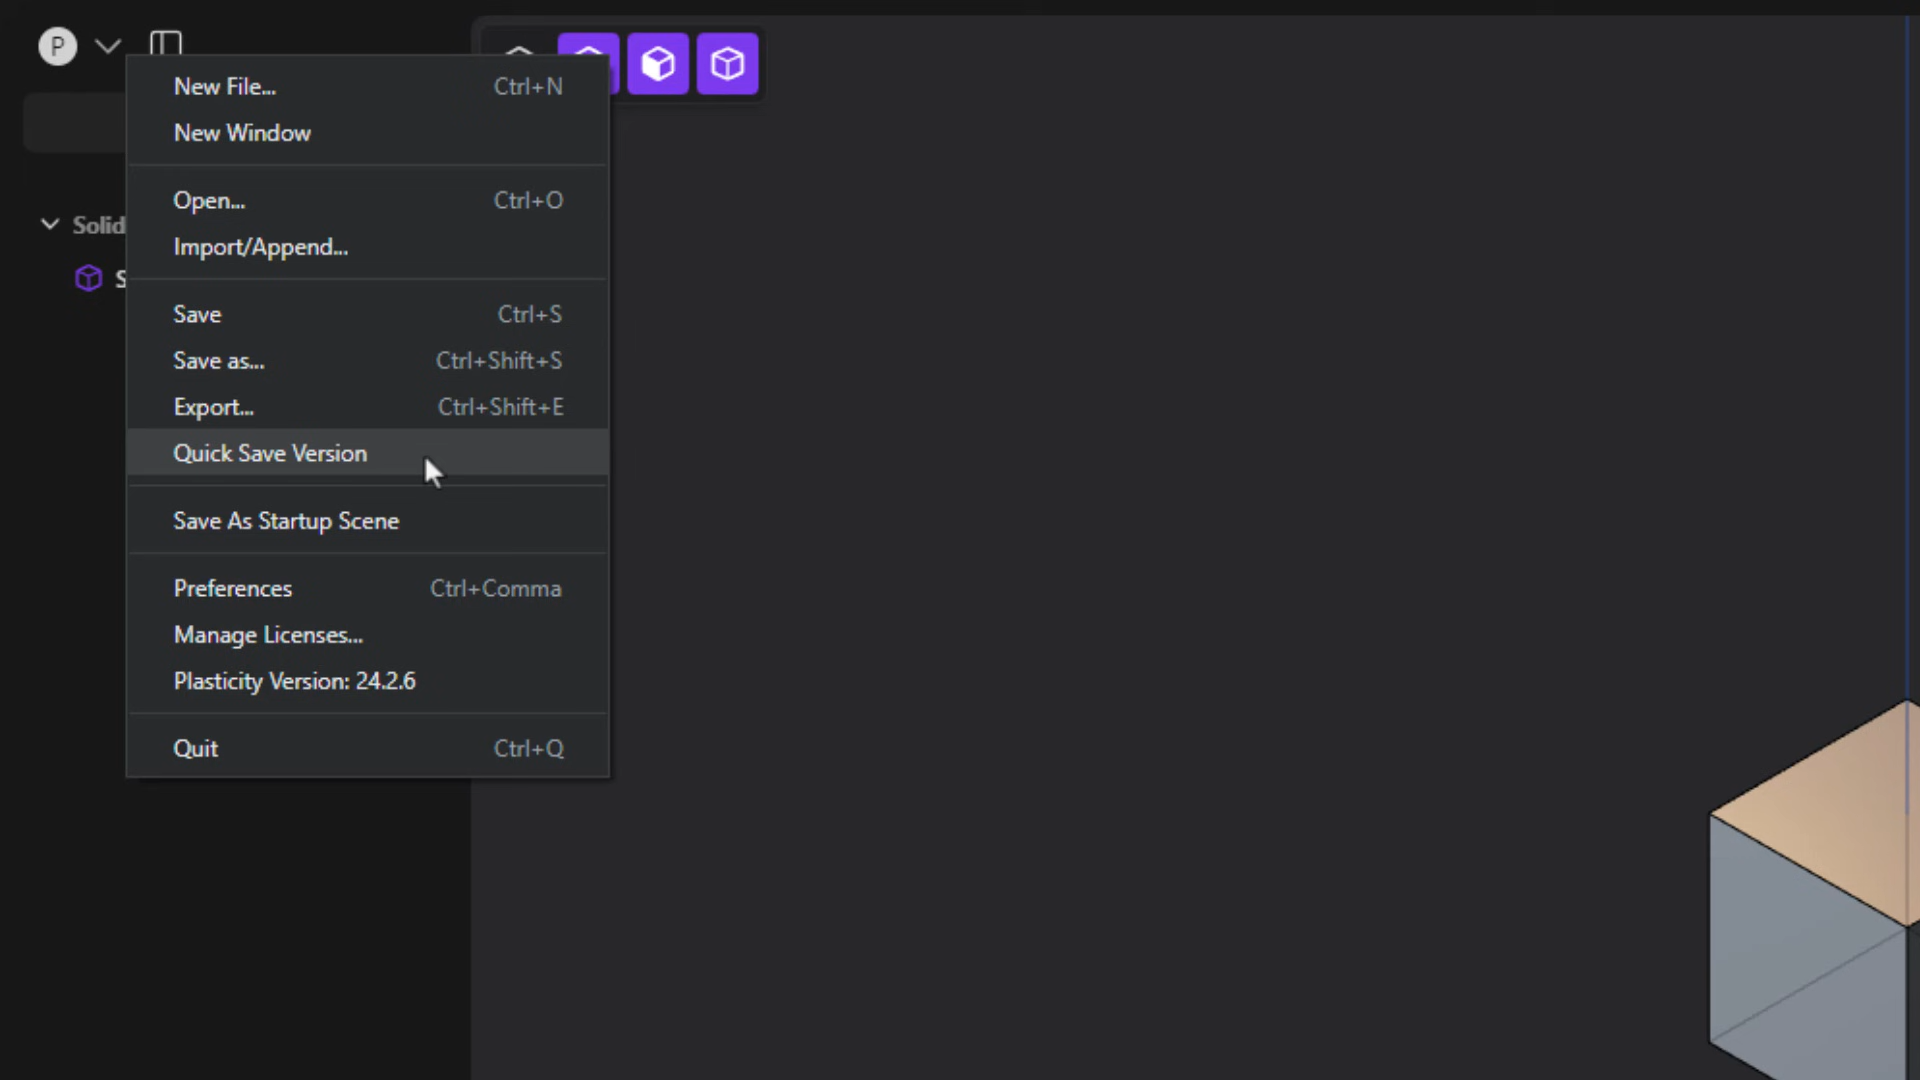 P
New File... Ctrl+N
New Window
Open... Ctrl+O
Import/Append...
Solid
S
Save Ctrl+S
Save as... Ctrl+Shift+S
Export... Ctrl+Shift+E
Quick Save Version
Save As Startup Scene
Preferences Ctrl+Comma
Manage Licenses...
Plasticity Version: 24.2.6
Quit Ctrl+Q